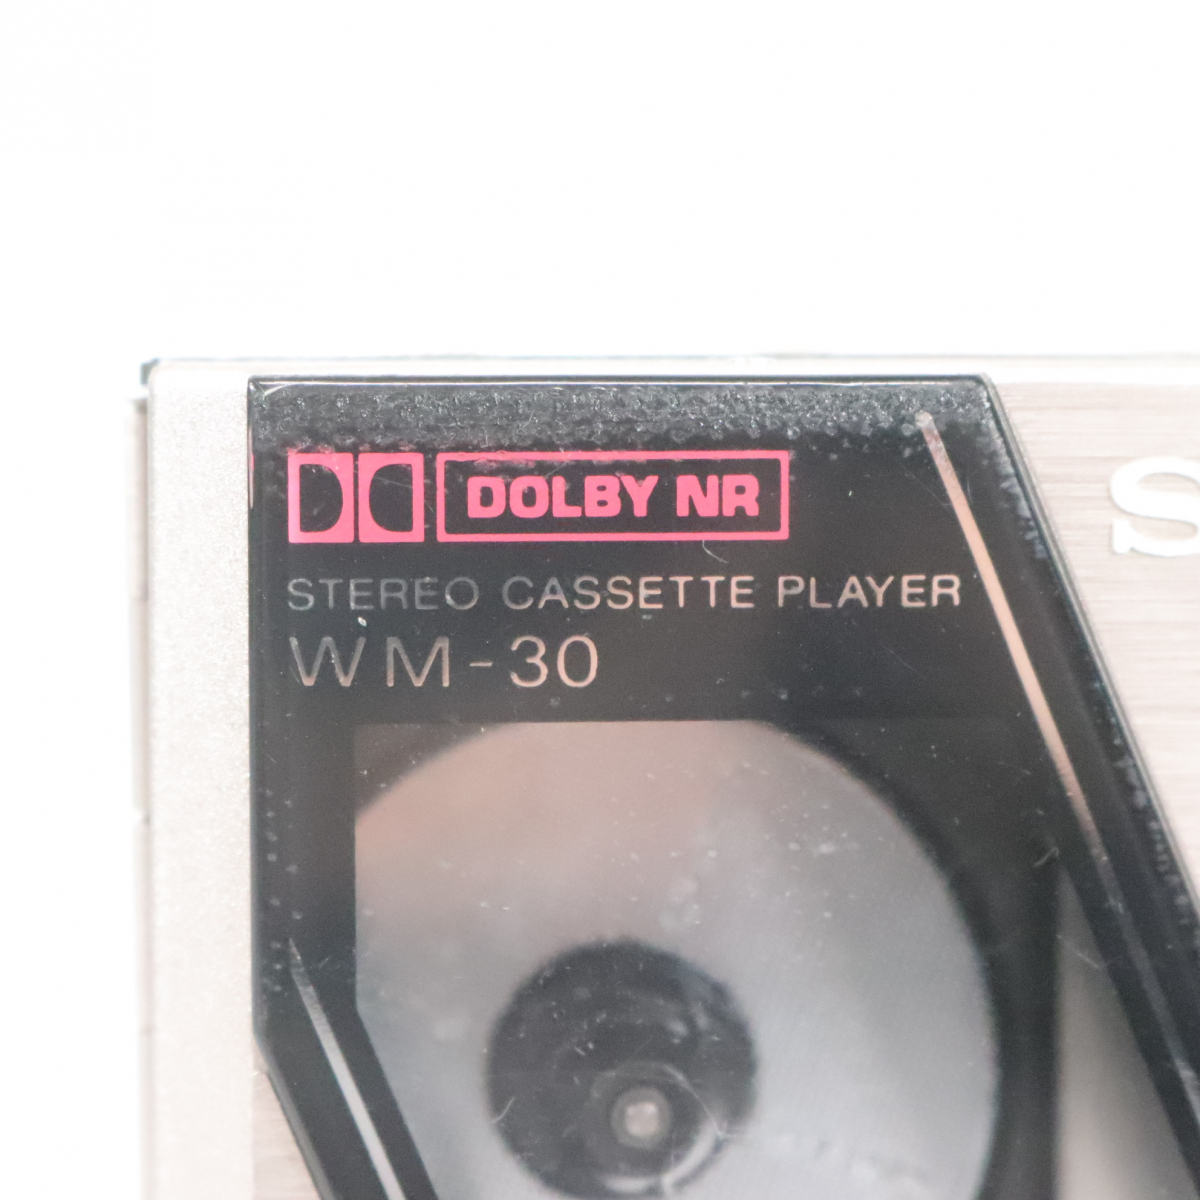 DOLBY NR
STEREO CASSETTE PLAYER
WM-30
S